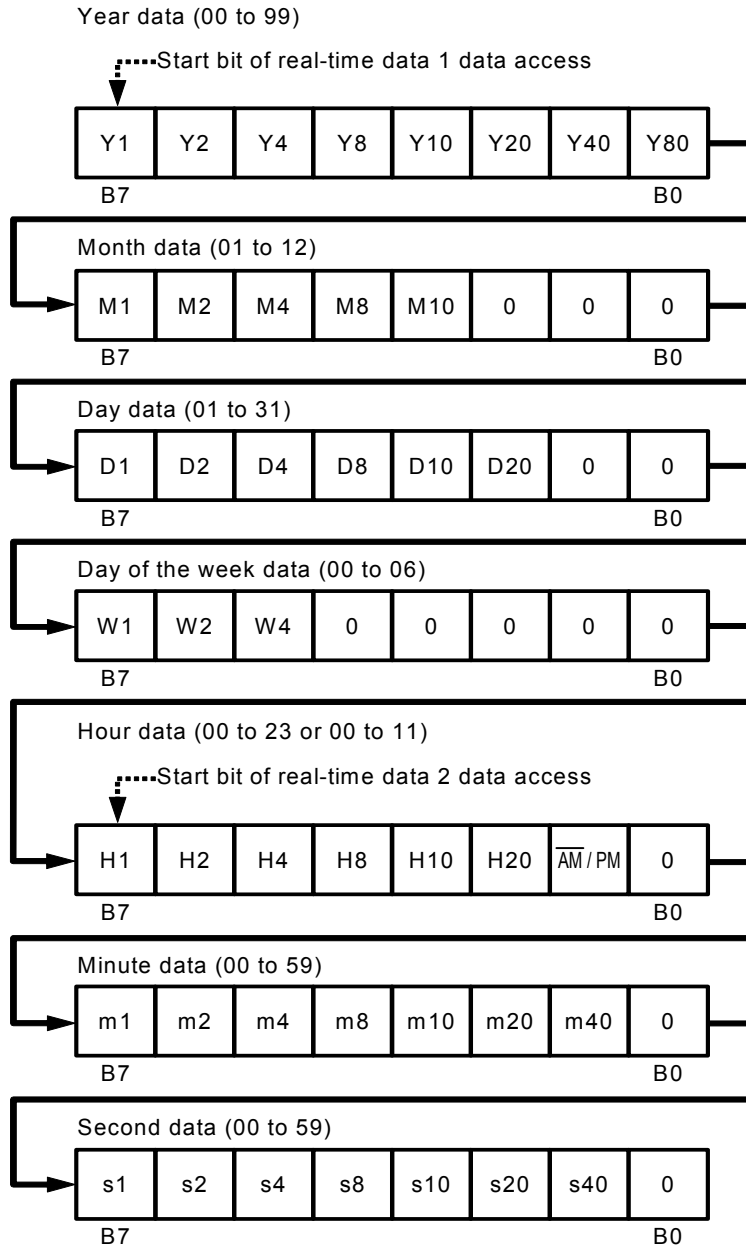 Year data (00 to 99)
Start bit of real-time data 1 data access
Y1 Y2 Y4 Y8 Y10 Y20 Y40 Y80
B7 B0
Month data (01 to 12)
M1 M2 M4 M8 M10 0 0 0
B7 B0
Day data (01 to 31)
D1 D2 D4 D8 D10 D20 0 0
B7 B0
Day of the week data (00 to 06)
W1 W2 W4 0 0 0 0 0
B7 B0
Hour data (00 to 23 or 00 to 11)
Start bit of real-time data 2 data access
H1 H2 H4 H8 H10 H20 A̅M̅ / PM 0
B7 B0
Minute data (00 to 59)
m1 m2 m4 m8 m10 m20 m40 0
B7 B0
Second data (00 to 59)
s1 s2 s4 s8 s10 s20 s40 0
B7 B0